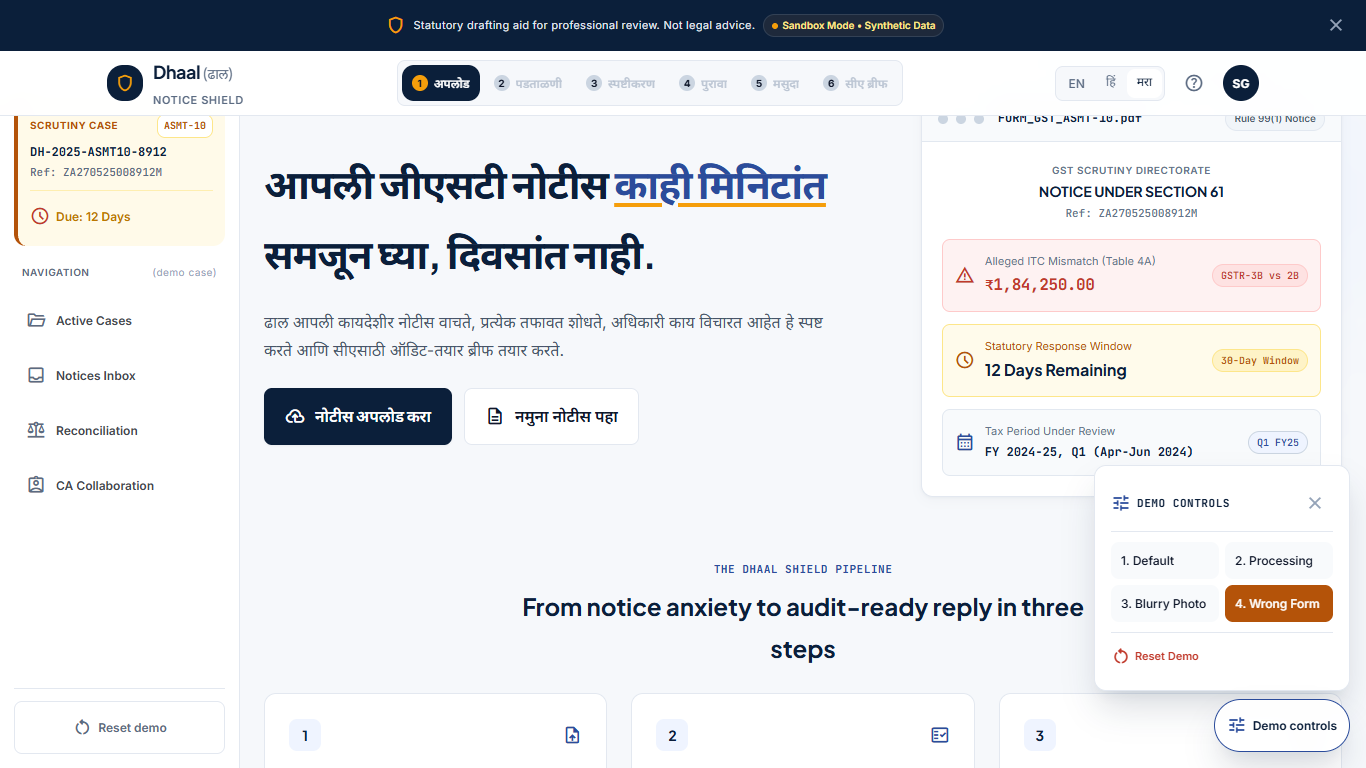 Statutory drafting aid for professional review. Not legal advice.
Sandbox Mode • Synthetic Data
Dhaal (ढाल)
NOTICE SHIELD
1 अपलोड
2 पडताळणी
3 स्पष्टीकरण
4 पुरावा
5 मसुदा
6 सीए ब्रीफ
EN
हिं
मरा
SG
SCRUTINY CASE
ASMT-10
DH-2025-ASMT10-8912
Ref: ZA270525008912M
Due: 12 Days
NAVIGATION
(demo case)
Active Cases
Notices Inbox
Reconciliation
CA Collaboration
Reset demo
आपली जीएसटी नोटीस काही मिनिटांत
समजून घ्या, दिवसांत नाही.
ढाल आपली कायदेशीर नोटीस वाचते, प्रत्येक तफावत शोधते, अधिकारी काय विचारत आहेत हे स्पष्ट
करते आणि सीएसाठी ऑडिट-तयार ब्रीफ तयार करते.
नोटीस अपलोड करा
नमुना नोटीस पहा
FORM_GST_ASMT-10.pdf
Rule 99(1) Notice
GST SCRUTINY DIRECTORATE
NOTICE UNDER SECTION 61
Ref: ZA270525008912M
Alleged ITC Mismatch (Table 4A)
₹1,84,250.00
GSTR-3B vs 2B
Statutory Response Window
12 Days Remaining
30-Day Window
Tax Period Under Review
FY 2024-25, Q1 (Apr-Jun 2024)
Q1 FY25
THE DHAAL SHIELD PIPELINE
From notice anxiety to audit-ready reply in three
steps
1
2
3
DEMO CONTROLS
1. Default
2. Processing
3. Blurry Photo
4. Wrong Form
Reset Demo
Demo controls